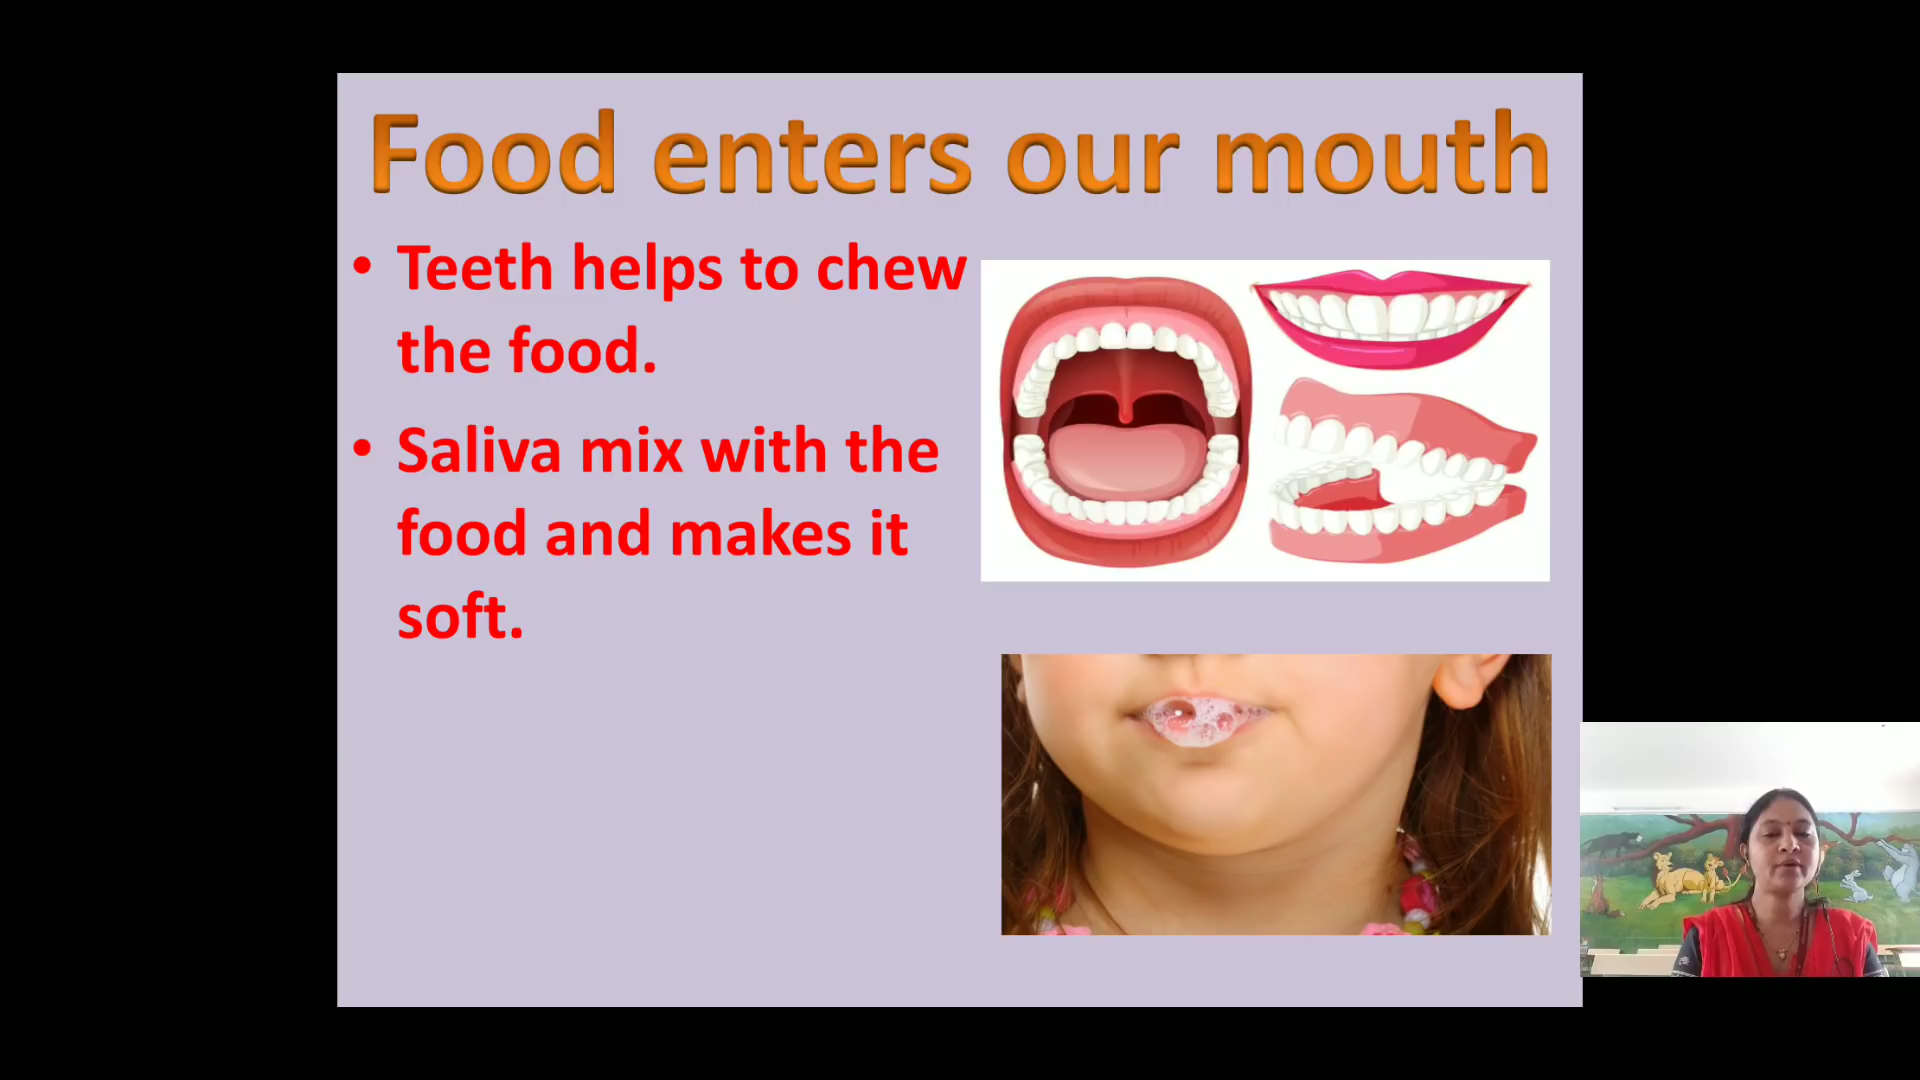 Food enters our mouth
• Teeth helps to chew
the food.
• Saliva mix with the
food and makes it
soft.